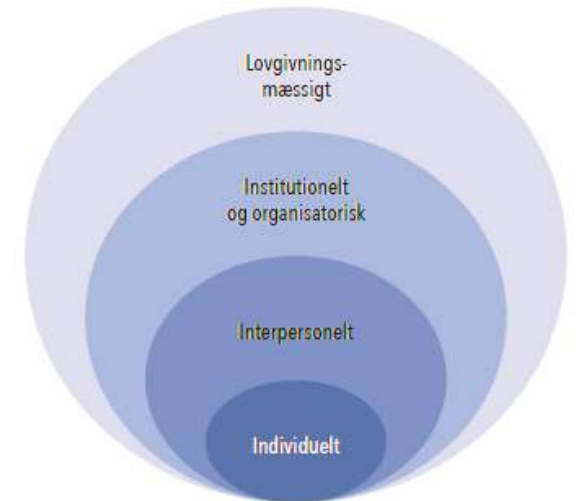 Lovgivnings-
mæssigt
Institutionelt
og organisatorisk
Interpersonelt
Individuelt